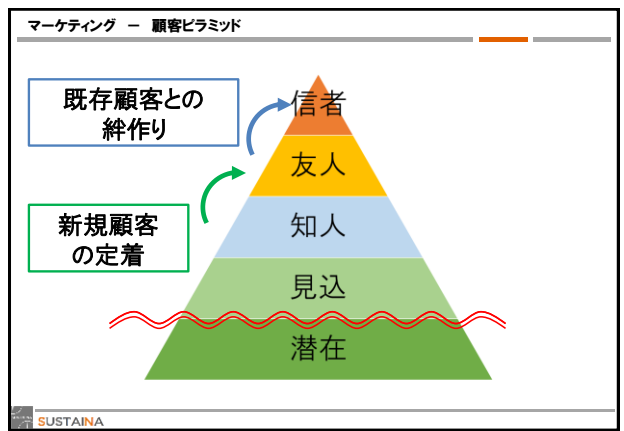 マーケティング － 顧客ピラミッド
既存顧客との
絆作り
信者
友人
新規顧客
の定着
知人
見込
潜在
SUSTAINA